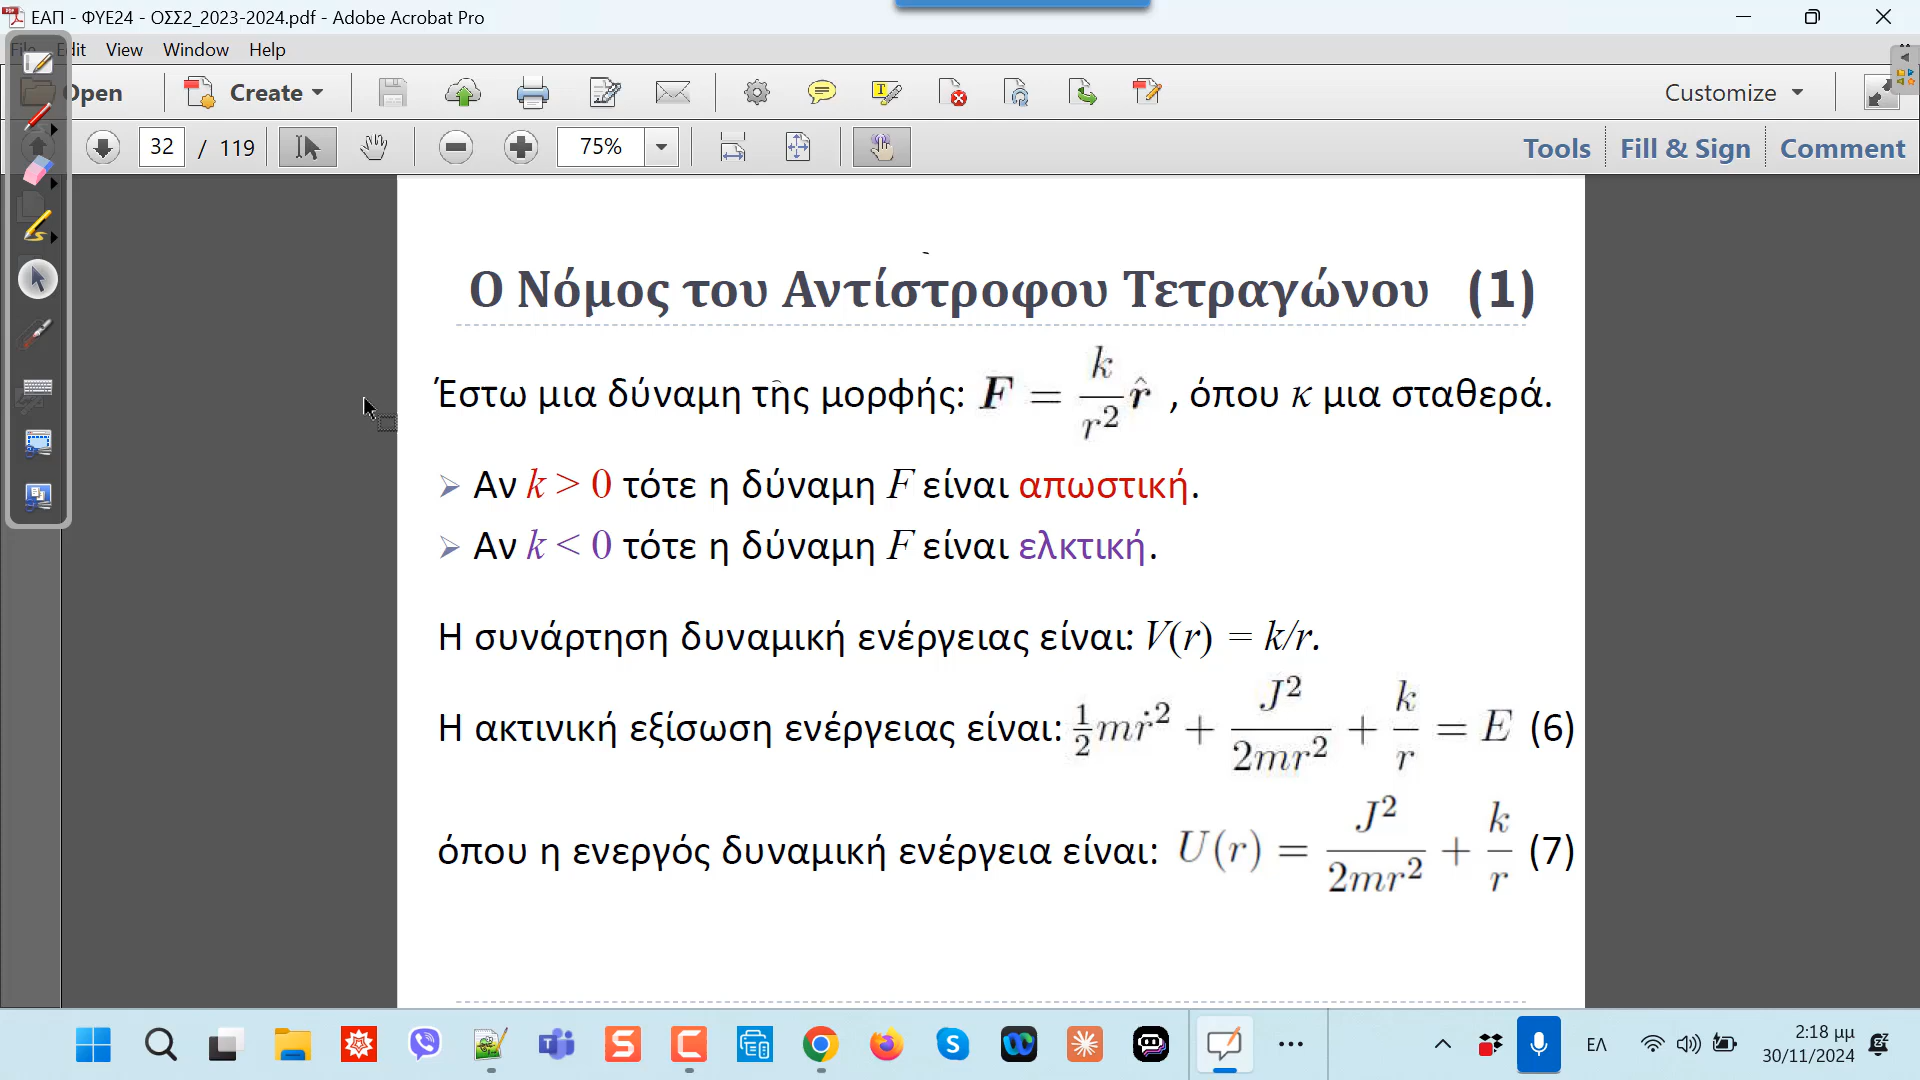 ΕΑΠ - ΦΥΕ24 - ΟΣΣ2_2023-2024.pdf - Adobe Acrobat Pro
File Edit View Window Help
Open Create Customize
32 / 119 75% Tools Fill & Sign Comment
Ο Νόμος του Αντίστροφου Τετραγώνου (1)
Έστω μια δύναμη της μορφής: F = k/r² r̂ , όπου κ μια σταθερά.
➢ Αν k > 0 τότε η δύναμη F είναι απωστική.
➢ Αν k < 0 τότε η δύναμη F είναι ελκτική.
Η συνάρτηση δυναμική ενέργειας είναι: V(r) = k/r.
Η ακτινική εξίσωση ενέργειας είναι: ½mṙ² + J²/2mr² + k/r = E (6)
όπου η ενεργός δυναμική ενέργεια είναι: U(r) = J²/2mr² + k/r (7)
ΕΛ
2:18 μμ
30/11/2024